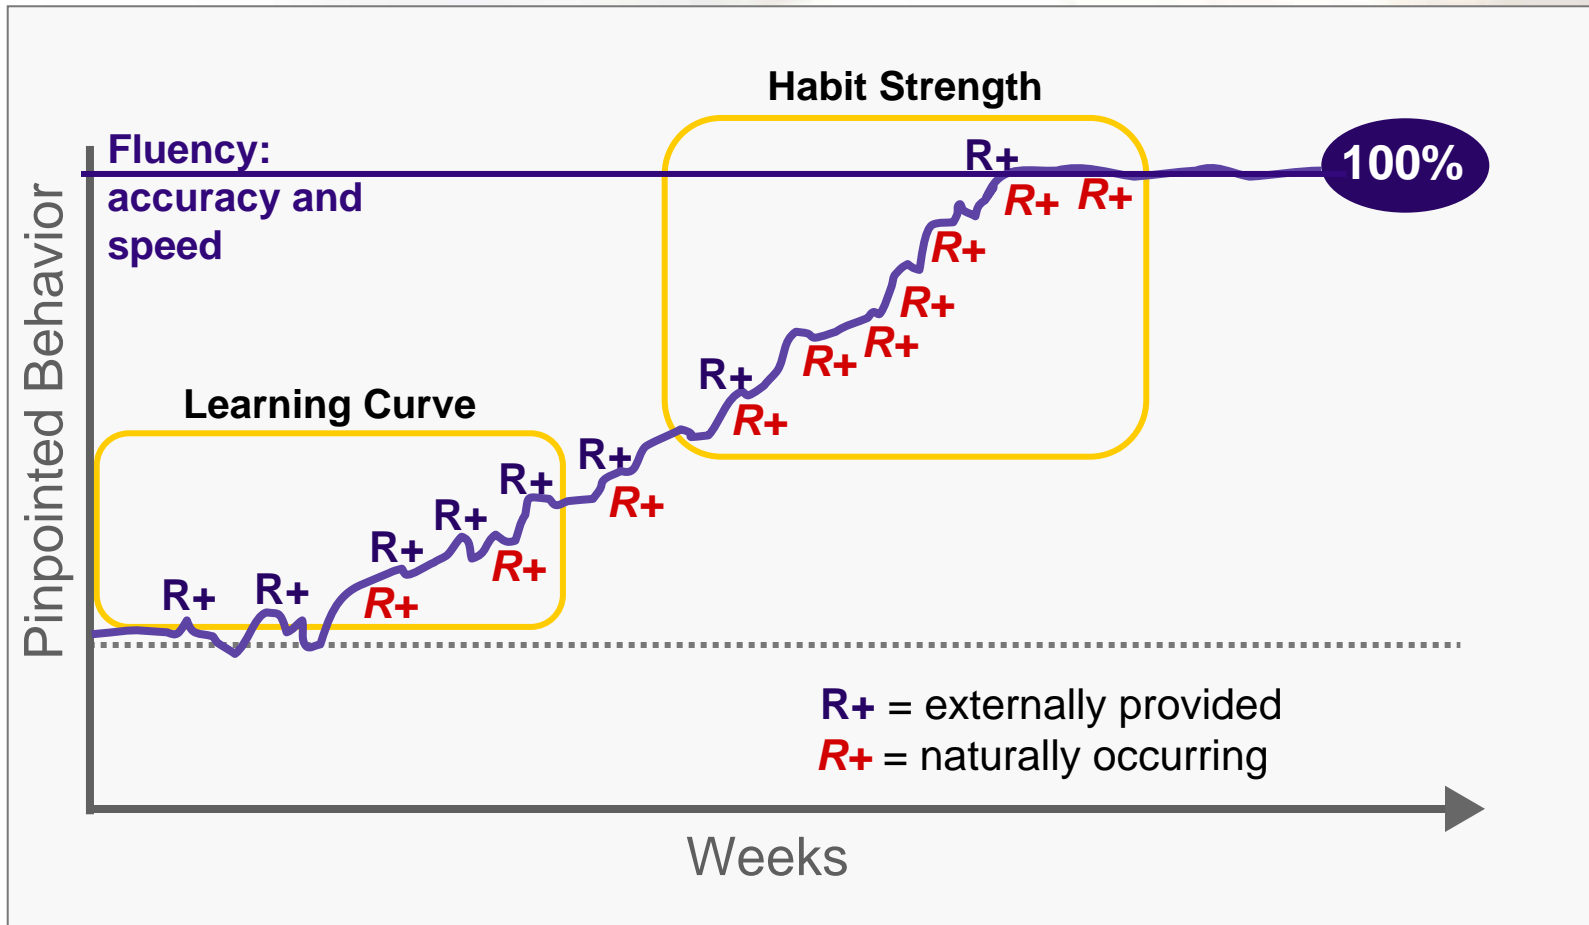 Habit Strength
Fluency:
accuracy and
speed
R+
100%
R+
R+
R+
R+
R+
R+
R+
R+
Learning Curve
R+
R+
R+
R+
R+
R+
R+
R+
R+
R+
Pinpointed Behavior
R+ = externally provided
R+ = naturally occurring
Weeks